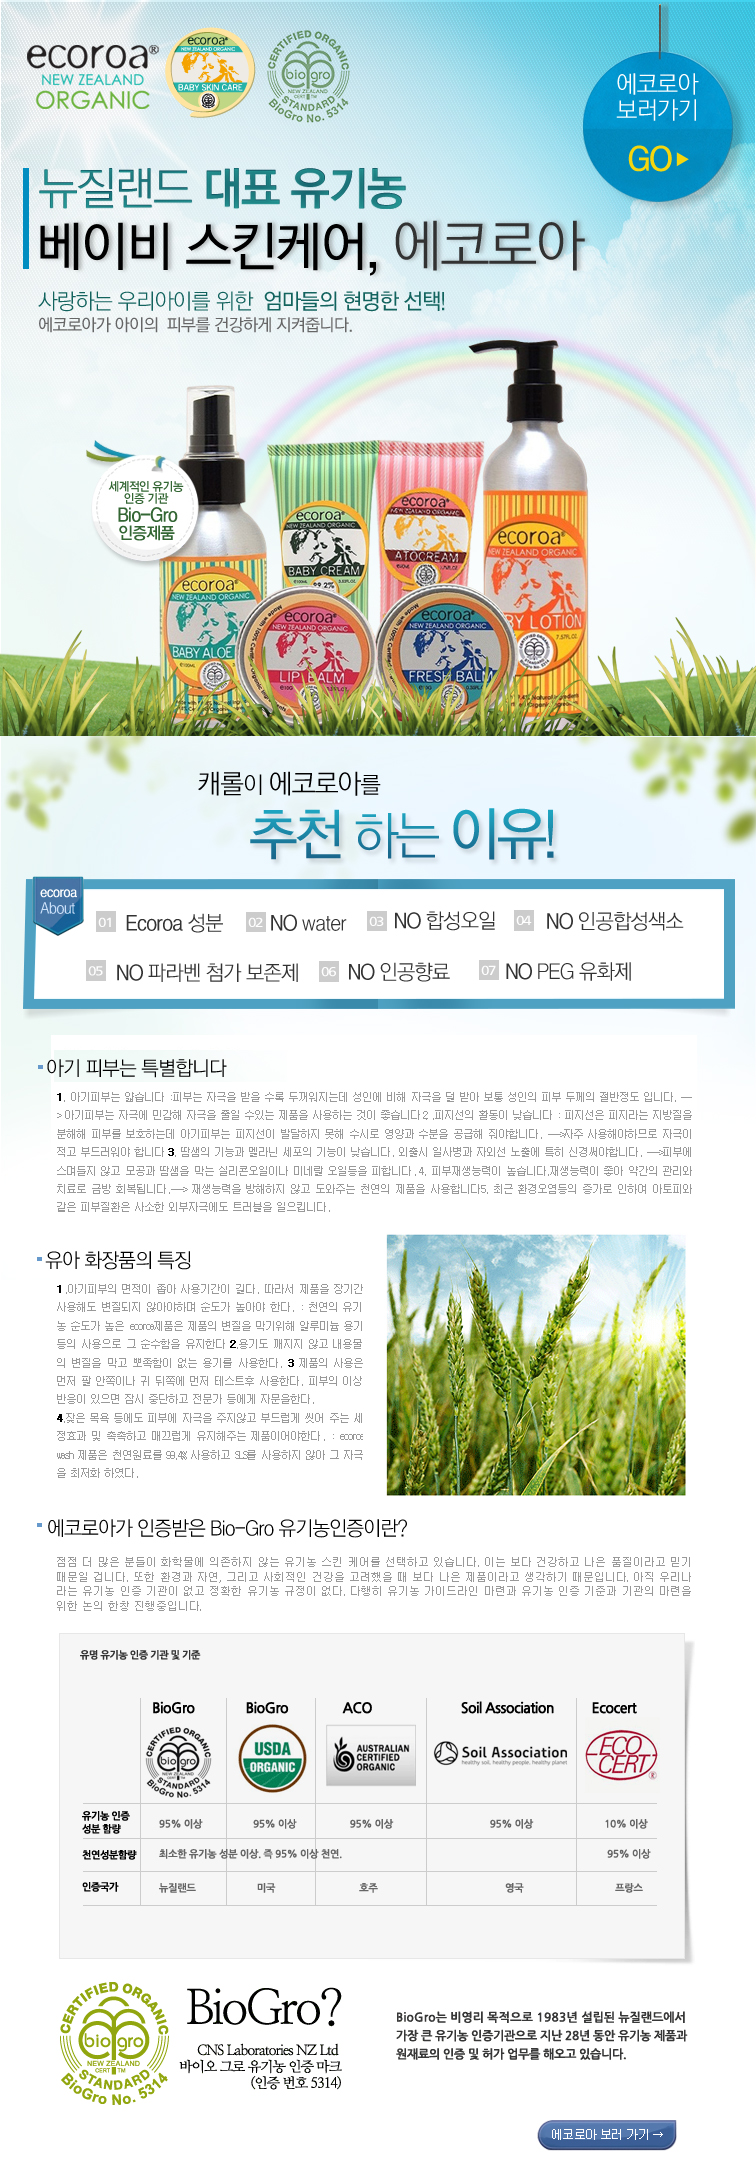 ecoroa®
NEW ZEALAND
ORGANIC
ecoroa®
NEW ZEALAND ORGANIC
BABY SKIN CARE
CERTIFIED ORGANIC
biogro
NEW ZEALAND
CERT TM
STANDARD
BioGro No. 5314
에코로아
보러가기
GO▶
뉴질랜드 대표 유기농
베이비 스킨케어, 에코로아
사랑하는 우리아이를 위한 엄마들의 현명한 선택!
에코로아가 아이의 피부를 건강하게 지켜줍니다.
세계적인 유기농
인증 기관
Bio-Gro
인증제품
ecoroa®
NEW ZEALAND ORGANIC
BABY ALOE
ecoroa®
NEW ZEALAND ORGANIC
BABY CREAM
99.2%
ecoroa®
NEW ZEALAND ORGANIC
ATOCREAM
ecoroa®
NEW ZEALAND ORGANIC
BY LOTION
ecoroa®
NEW ZEALAND ORGANIC
LIP BALM
ecoroa®
NEW ZEALAND ORGANIC
FRESH BALM
캐롤이 에코로아를
추천 하는 이유!
ecoroa
About
01 Ecoroa 성분 02 NO water 03 NO 합성오일 04 NO 인공합성색소
05 NO 파라벤 첨가 보존제 06 NO 인공향료 07 NO PEG 유화제
아기 피부는 특별합니다
1. 아기피부는 얇습니다 :피부는 자극을 받을 수록 두꺼워지는데 성인에 비해 자극을 덜 받아 보통 성인의 피부 두께의 절반정도 입니다. —
> 아기피부는 자극에 민감해 자극을 줄일 수있는 제품을 사용하는 것이 좋습니다 2 .피지선의 활동이 낮습니다 : 피지선은 피지라는 지방질을
분해해 피부를 보호하는데 아기피부는 피지선이 발달하지 못해 수시로 영양과 수분을 공급해 줘야합니다. —>자주 사용해야하므로 자극이
적고 부드러워야 합니다 3. 땀샘의 기능과 멜라닌 세포의 기능이 낮습니다. 외출시 일사병과 자외선 노출에 특히 신경써야합니다. —>피부에
스며들지 않고 모공과 땀샘을 막는 실리콘오일이나 미네랄 오일등을 피합니다. 4. 피부재생능력이 높습니다.재생능력이 좋아 약간의 관리와
치료로 금방 회복됩니다.—> 재생능력을 방해하지 않고 도와주는 천연의 제품을 사용합니다5. 최근 환경오염등의 증가로 인하여 아토피와
같은 피부질환은 사소한 외부자극에도 트러블을 일으킵니다.
유아 화장품의 특징
1 .아기피부의 면적이 좁아 사용기간이 길다. 따라서 제품을 장기간
사용해도 변질되지 않아야하며 순도가 높아야 한다. : 천연의 유기
농 순도가 높은 ecoroa제품은 제품의 변질을 막기위해 알루미늄 용기
등의 사용으로 그 순수함을 유지한다 2.용기도 깨지지 않고 내용물
의 변질을 막고 뾰족함이 없는 용기를 사용한다. 3 제품의 사용은
먼저 팔 안쪽이나 귀 뒤쪽에 먼저 테스트후 사용한다. 피부의 이상
반응이 있으면 잠시 중단하고 전문가 등에게 자문을한다.
4.잦은 목욕 등에도 피부에 자극을 주지않고 부드럽게 씻어 주는 세
정효과 및 촉촉하고 매끄럽게 유지해주는 제품이어야한다. : ecoroa
wash 제품은 천연원료를 99.4% 사용하고 SLS를 사용하지 않아 그 자극
을 최저화 하였다.
에코로아가 인증받은 Bio-Gro 유기농인증이란?
점점 더 많은 분들이 화학물에 의존하지 않는 유기농 스킨 케어를 선택하고 있습니다. 이는 보다 건강하고 나은 품질이라고 믿기
때문일 겁니다. 또한 환경과 자연, 그리고 사회적인 건강을 고려했을 때 보다 나은 제품이라고 생각하기 때문입니다. 아직 우리나
라는 유기농 인증 기관이 없고 정확한 유기농 규정이 없다. 다행히 유기농 가이드라인 마련과 유기농 인증 기준과 기관의 마련을
위한 논의 한창 진행중입니다.
유명 유기농 인증 기관 및 기준
BioGro BioGro ACO Soil Association Ecocert
CERTIFIED ORGANIC
biogro
NEW ZEALAND
STANDARD
BioGro No. 5314
USDA
ORGANIC
AUSTRALIAN
CERTIFIED
ORGANIC
Soil Association
healthy soil, healthy people, healthy planet
ECO
CERT®
유기농 인증
성분 함량
95% 이상 95% 이상 95% 이상 95% 이상 10% 이상
천연성분함량 최소한 유기농 성분 이상. 즉 95% 이상 천연. 95% 이상
인증국가 뉴질랜드 미국 호주 영국 프랑스
CERTIFIED ORGANIC
biogro
NEW ZEALAND
CERT TM
STANDARD
BioGro No. 5314
BioGro?
CNS Laboratories NZ Ltd
바이오 그로 유기농 인증 마크
(인증 번호 5314)
BioGro는 비영리 목적으로 1983년 설립된 뉴질랜드에서
가장 큰 유기농 인증기관으로 지난 28년 동안 유기농 제품과
원재료의 인증 및 허가 업무를 해오고 있습니다.
에코로아 보러 가기 →